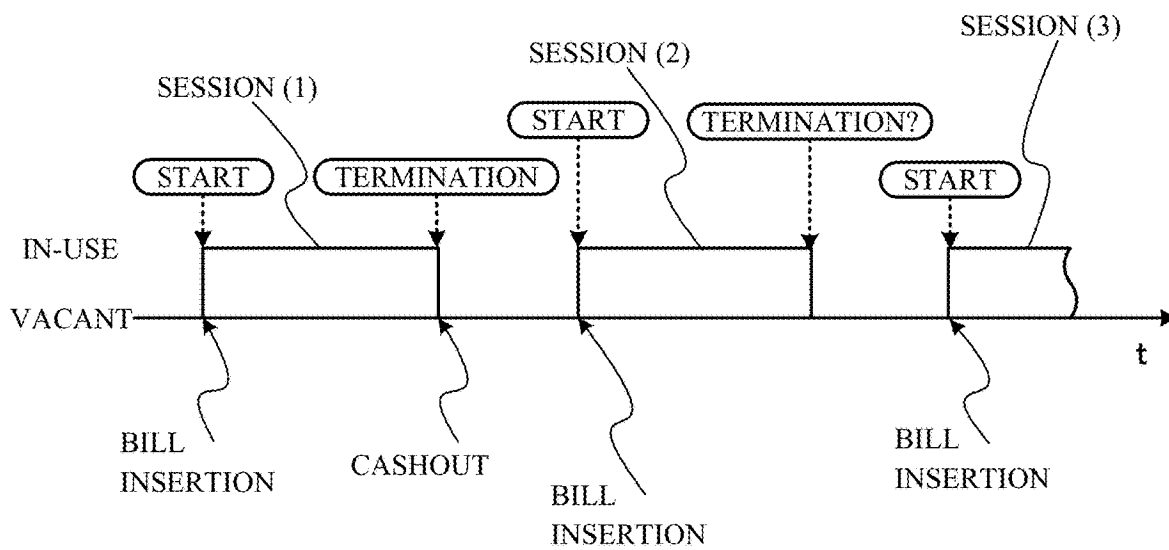 SESSION (3)
SESSION (2)
SESSION (1)
START
TERMINATION?
START
TERMINATION
START
IN-USE
VACANT
t
BILL
INSERTION
CASHOUT
BILL
INSERTION
BILL
INSERTION